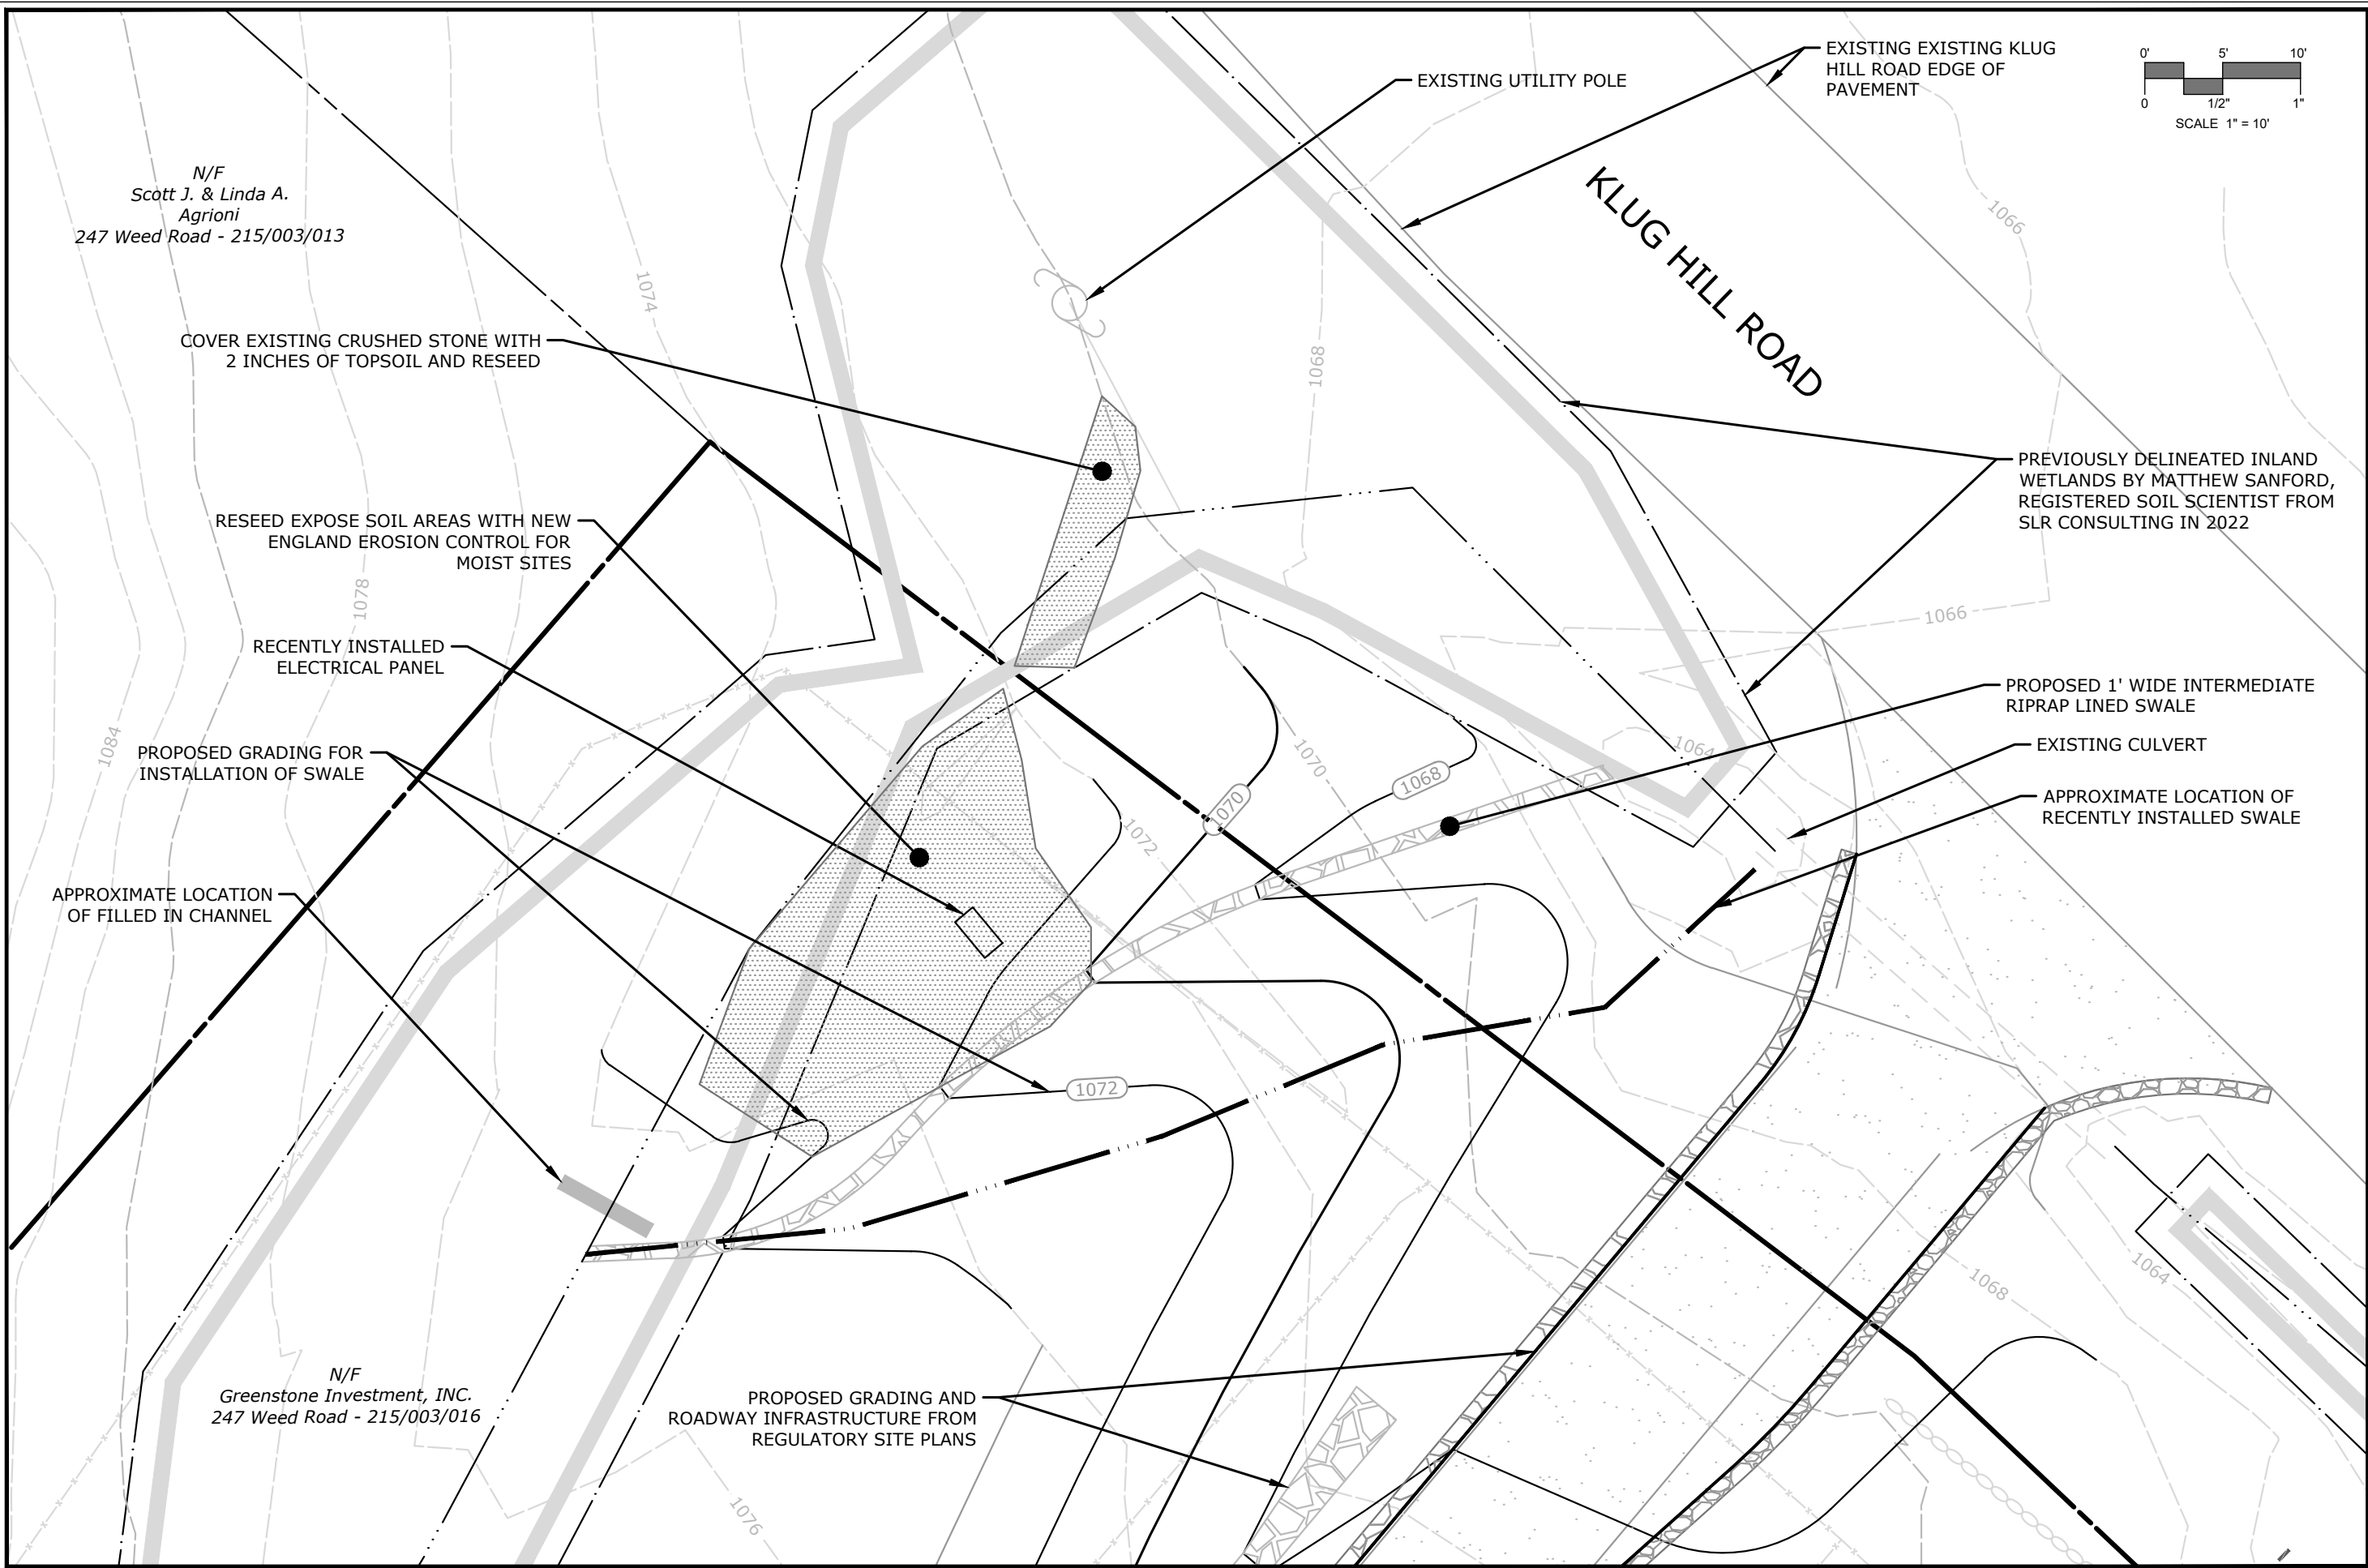 EXISTING UTILITY POLE
EXISTING EXISTING KLUG
HILL ROAD EDGE OF
PAVEMENT
0' 5' 10'
0 1/2" 1"
SCALE 1" = 10'
N/F
Scott J. & Linda A.
Agrioni
247 Weed Road - 215/003/013
KLUG HILL ROAD
1066
1074
1068
COVER EXISTING CRUSHED STONE WITH
2 INCHES OF TOPSOIL AND RESEED
PREVIOUSLY DELINEATED INLAND
WETLANDS BY MATTHEW SANFORD,
REGISTERED SOIL SCIENTIST FROM
SLR CONSULTING IN 2022
RESEED EXPOSE SOIL AREAS WITH NEW
ENGLAND EROSION CONTROL FOR
MOIST SITES
1078
1066
RECENTLY INSTALLED
ELECTRICAL PANEL
PROPOSED 1' WIDE INTERMEDIATE
RIPRAP LINED SWALE
1084
PROPOSED GRADING FOR
INSTALLATION OF SWALE
1070
1064
EXISTING CULVERT
1068
1070
1072
APPROXIMATE LOCATION OF
RECENTLY INSTALLED SWALE
APPROXIMATE LOCATION
OF FILLED IN CHANNEL
1072
1068
1064
N/F
Greenstone Investment, INC.
247 Weed Road - 215/003/016
PROPOSED GRADING AND
ROADWAY INFRASTRUCTURE FROM
REGULATORY SITE PLANS
1076